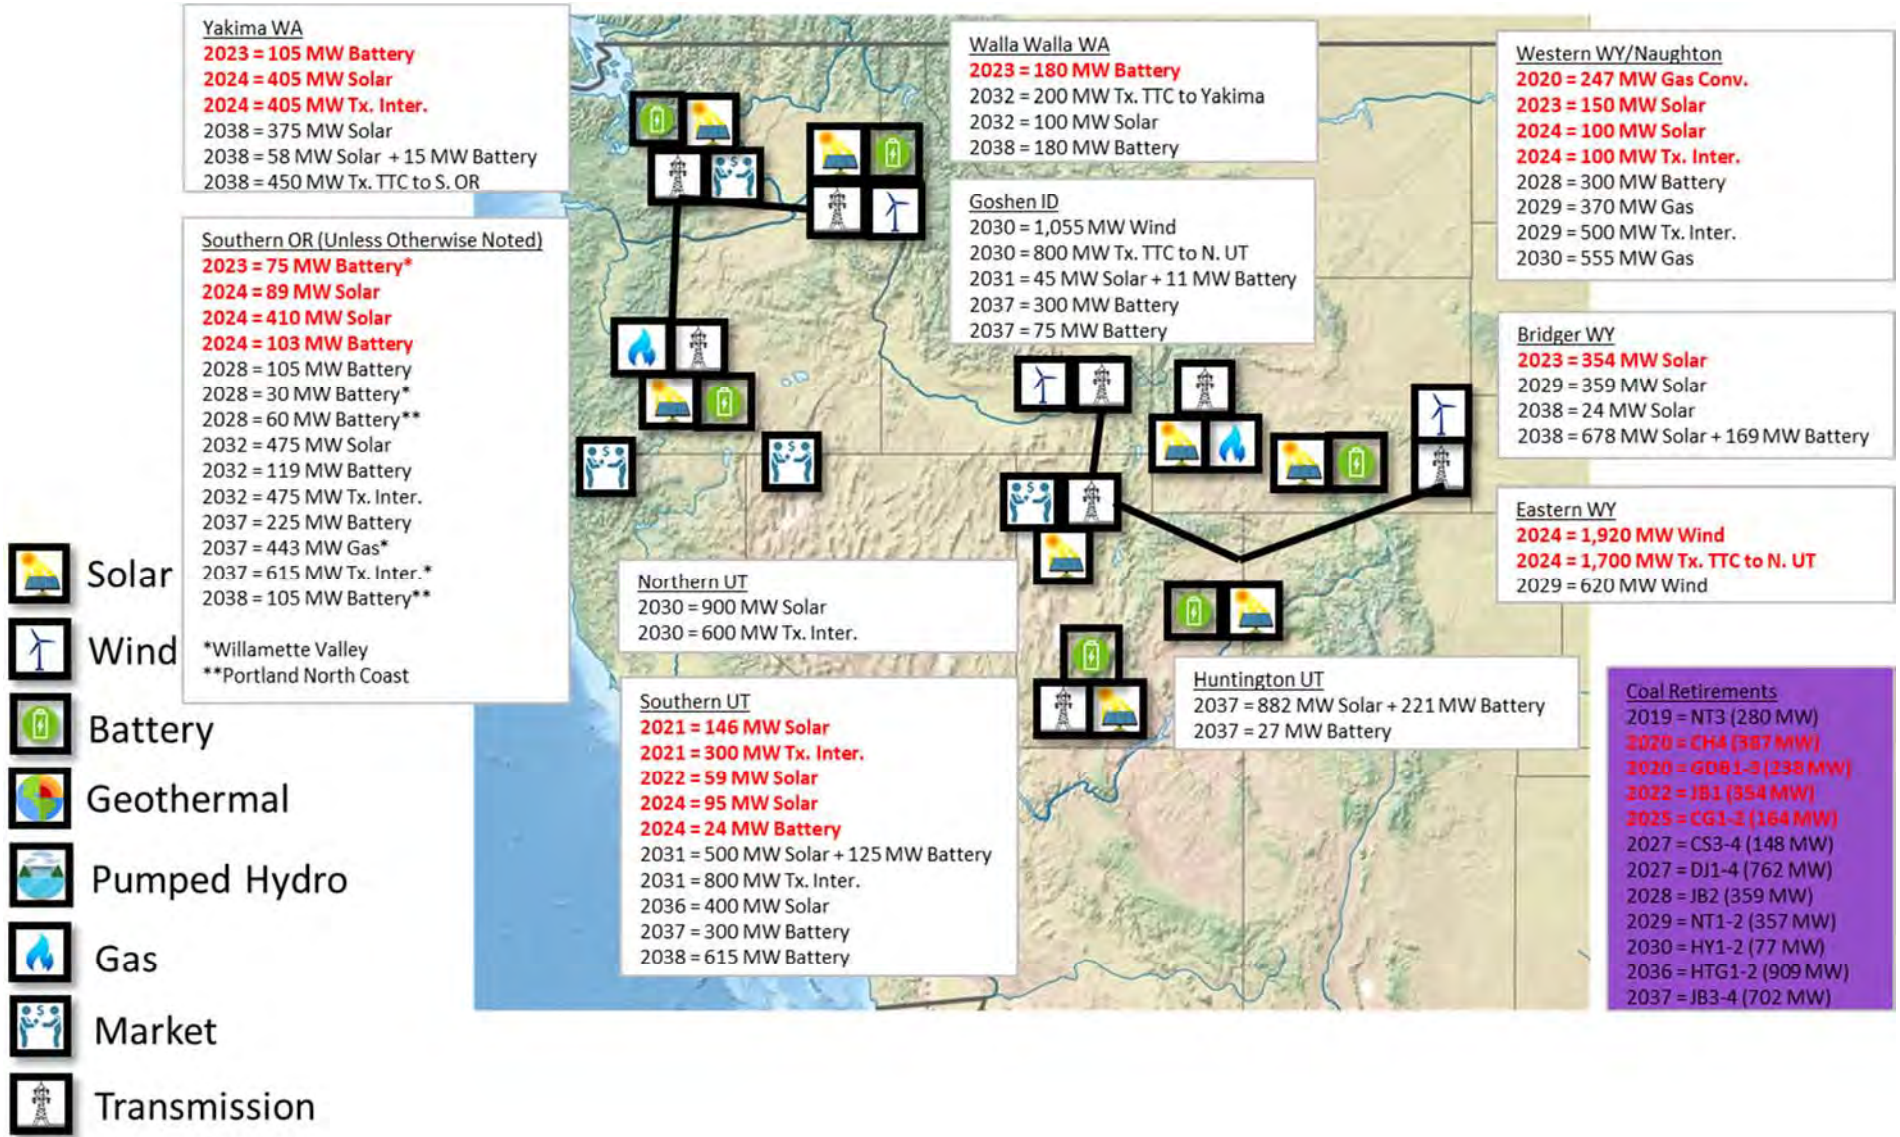 Yakima WA
2023 = 105 MW Battery
2024 = 405 MW Solar
2024 = 405 MW Tx. Inter.
2038 = 375 MW Solar
2038 = 58 MW Solar + 15 MW Battery
2038 = 450 MW Tx. TTC to S. OR
Southern OR (Unless Otherwise Noted)
2023 = 75 MW Battery*
2024 = 89 MW Solar
2024 = 410 MW Solar
2024 = 103 MW Battery
2028 = 105 MW Battery
2028 = 30 MW Battery*
2028 = 60 MW Battery**
2032 = 475 MW Solar
2032 = 119 MW Battery
2032 = 475 MW Tx. Inter.
2037 = 225 MW Battery
2037 = 443 MW Gas*
2037 = 615 MW Tx. Inter.*
2038 = 105 MW Battery**
*Willamette Valley
**Portland North Coast
Walla Walla WA
2023 = 180 MW Battery
2032 = 200 MW Tx. TTC to Yakima
2032 = 100 MW Solar
2038 = 180 MW Battery
Goshen ID
2030 = 1,055 MW Wind
2030 = 800 MW Tx. TTC to N. UT
2031 = 45 MW Solar + 11 MW Battery
2037 = 300 MW Battery
2037 = 75 MW Battery
Western WY/Naughton
2020 = 247 MW Gas Conv.
2023 = 150 MW Solar
2024 = 100 MW Solar
2024 = 100 MW Tx. Inter.
2028 = 300 MW Battery
2029 = 370 MW Gas
2029 = 500 MW Tx. Inter.
2030 = 555 MW Gas
Bridger WY
2023 = 354 MW Solar
2029 = 359 MW Solar
2038 = 24 MW Solar
2038 = 678 MW Solar + 169 MW Battery
Eastern WY
2024 = 1,920 MW Wind
2024 = 1,700 MW Tx. TTC to N. UT
2029 = 620 MW Wind
Northern UT
2030 = 900 MW Solar
2030 = 600 MW Tx. Inter.
Southern UT
2021 = 146 MW Solar
2021 = 300 MW Tx. Inter.
2022 = 59 MW Solar
2024 = 95 MW Solar
2024 = 24 MW Battery
2031 = 500 MW Solar + 125 MW Battery
2031 = 800 MW Tx. Inter.
2036 = 400 MW Solar
2037 = 300 MW Battery
2038 = 615 MW Battery
Huntington UT
2037 = 882 MW Solar + 221 MW Battery
2037 = 27 MW Battery
Coal Retirements
2019 = NT3 (280 MW)
2020 = CH4 (387 MW)
2020 = GDB1-3 (238 MW)
2022 = JB1 (354 MW)
2025 = CG1-2 (164 MW)
2027 = CS3-4 (148 MW)
2027 = DJ1-4 (762 MW)
2028 = JB2 (359 MW)
2029 = NT1-2 (357 MW)
2030 = HY1-2 (77 MW)
2036 = HTG1-2 (909 MW)
2037 = JB3-4 (702 MW)
Solar
Wind
Battery
Geothermal
Pumped Hydro
Gas
Market
Transmission